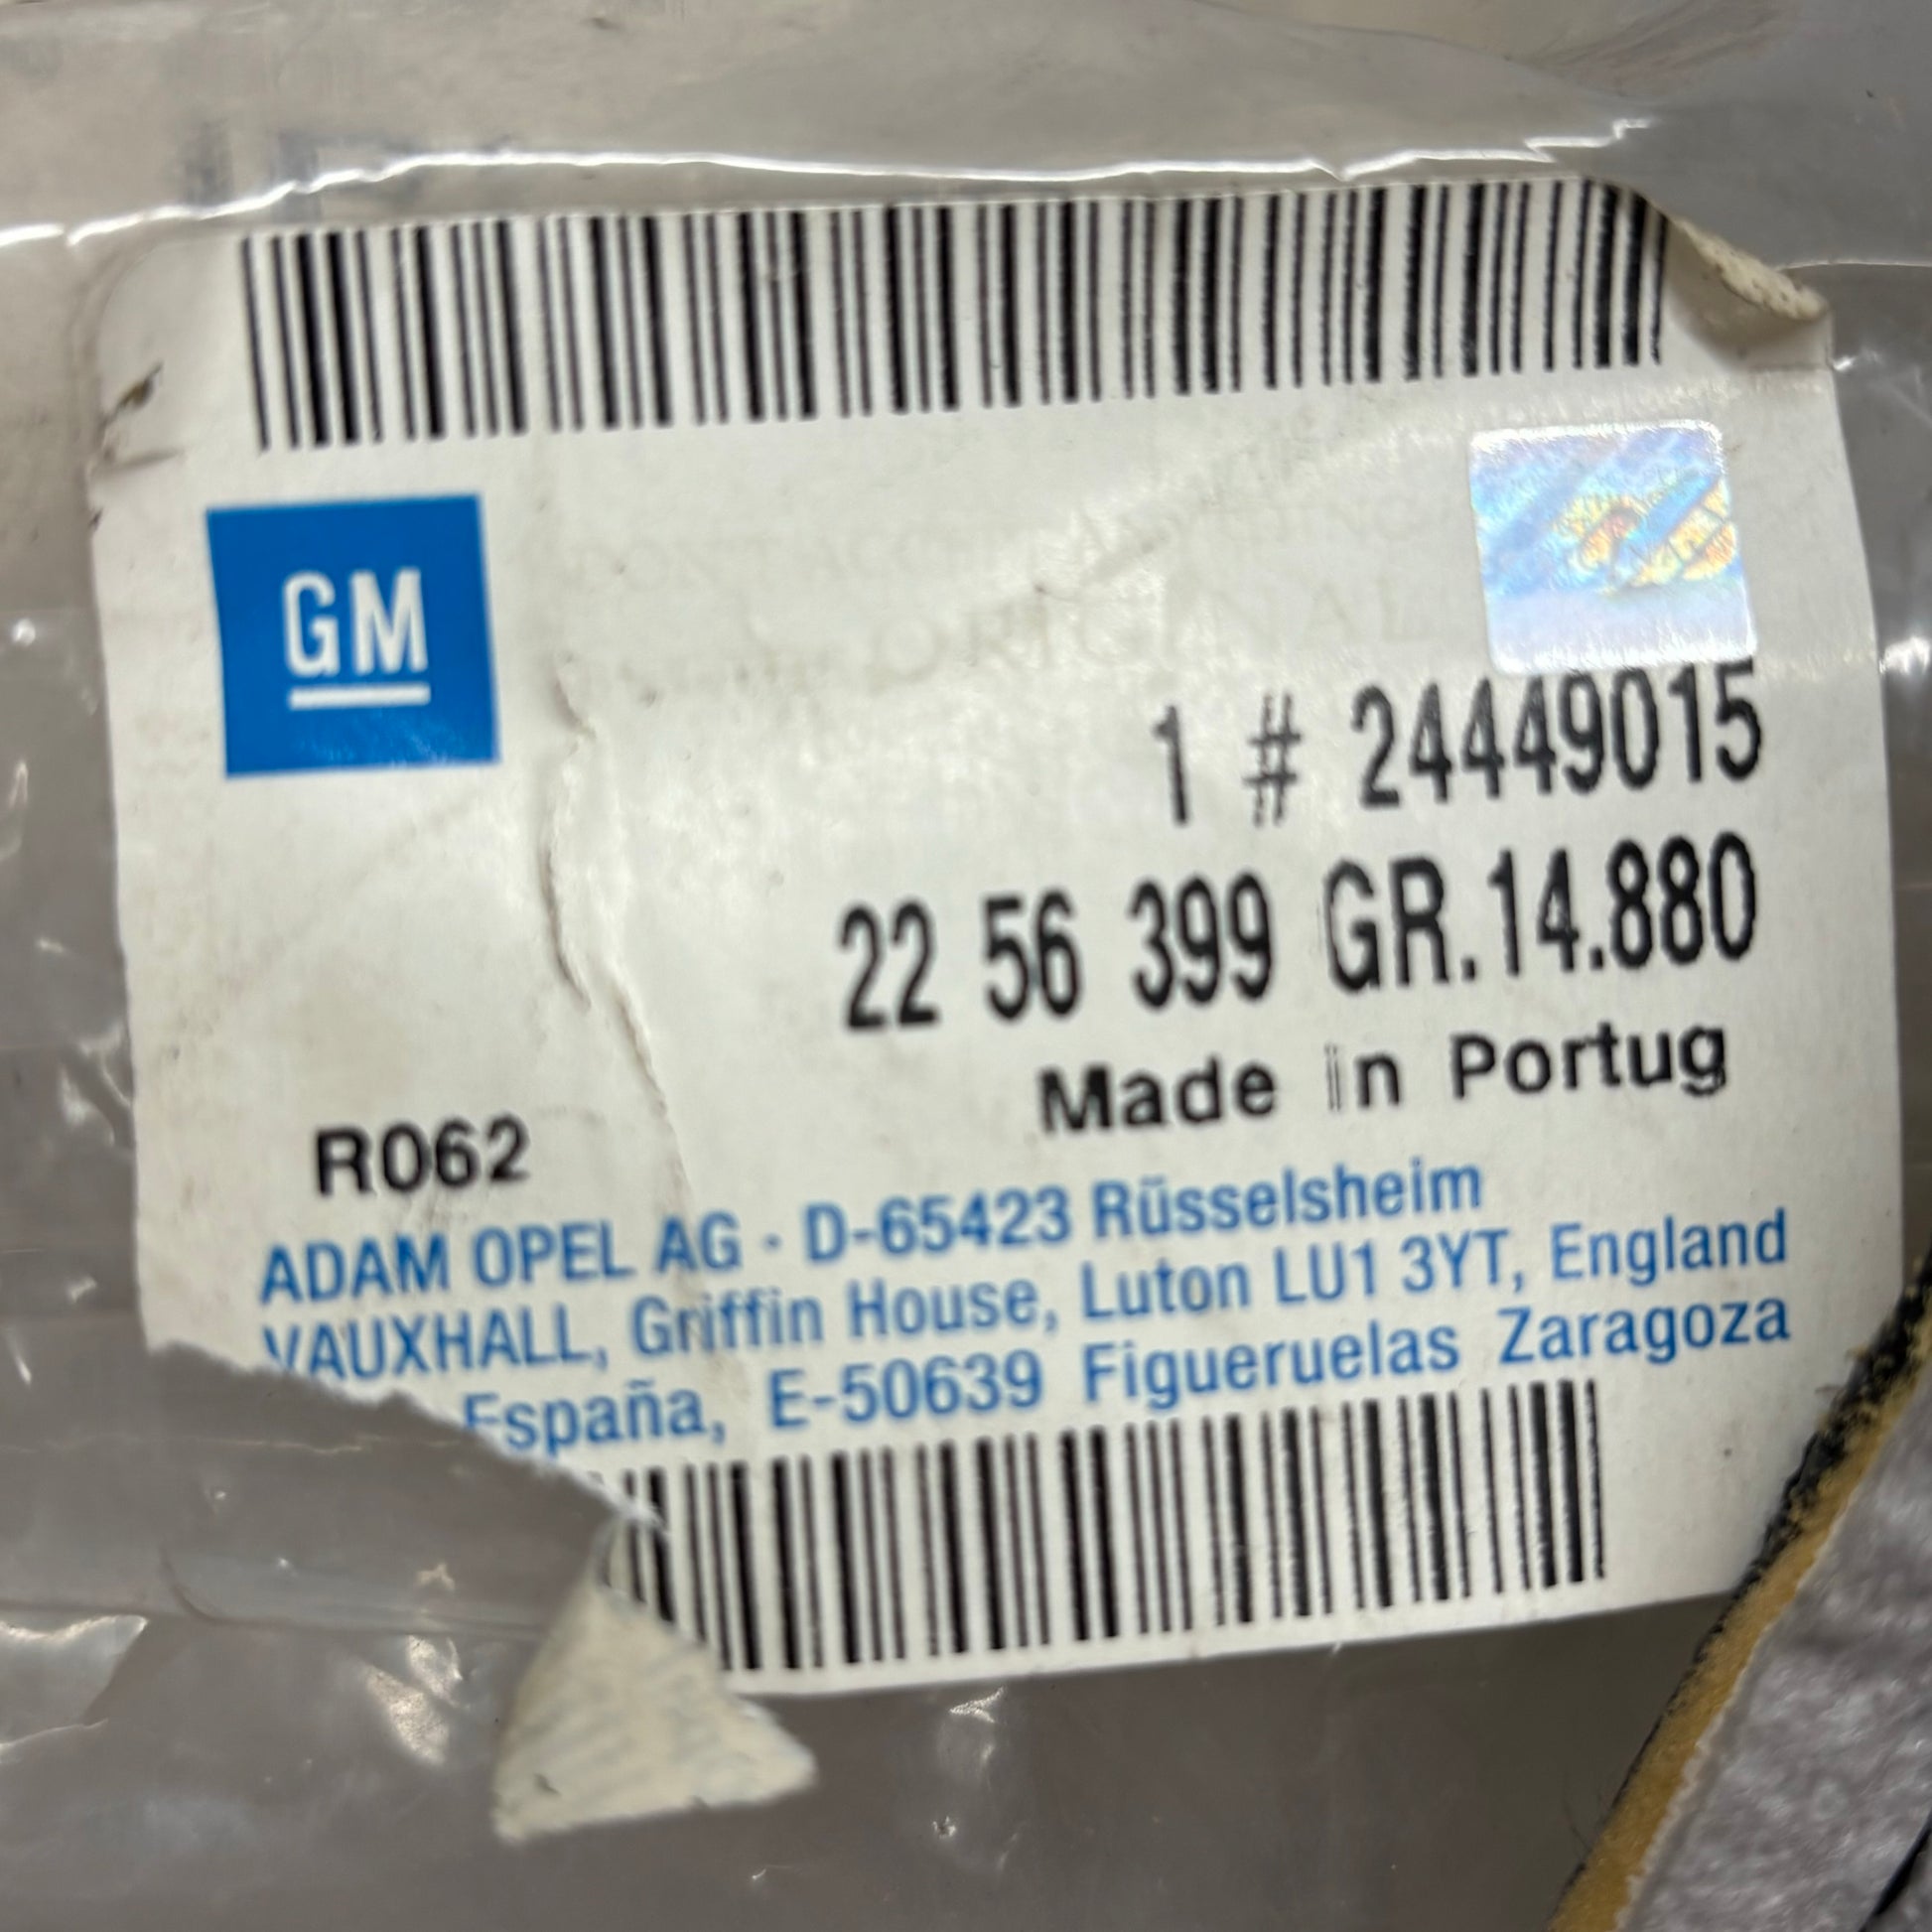 GM
ORIGINAL
1 # 24449015
22 56 399 GR.14.880
Made in Portug
R062
ADAM OPEL AG · D-65423 Rüsselsheim
VAUXHALL, Griffin House, Luton LU1 3YT, England
España, E-50639 Figueruelas Zaragoza